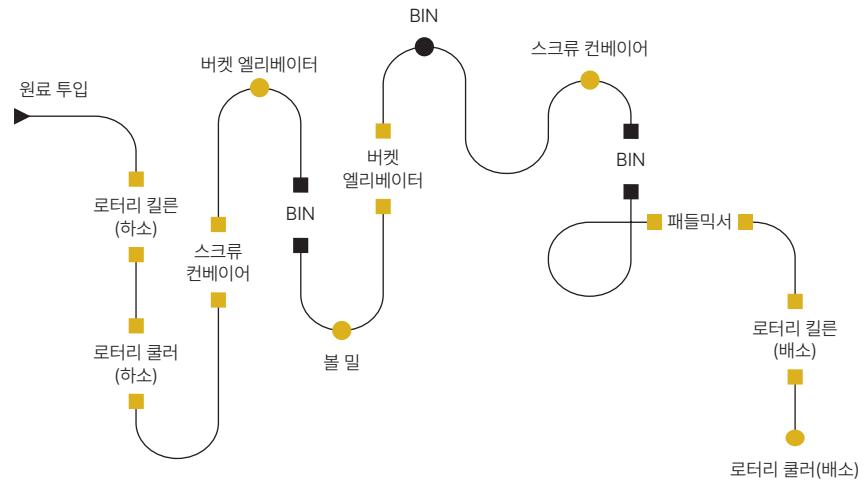 원료 투입
로터리 킬른
(하소)
로터리 쿨러
(하소)
스크류
컨베이어
버켓 엘리베이터
BIN
볼 밀
버켓
엘리베이터
BIN
스크류 컨베이어
BIN
패들믹서
로터리 킬른
(배소)
로터리 쿨러(배소)